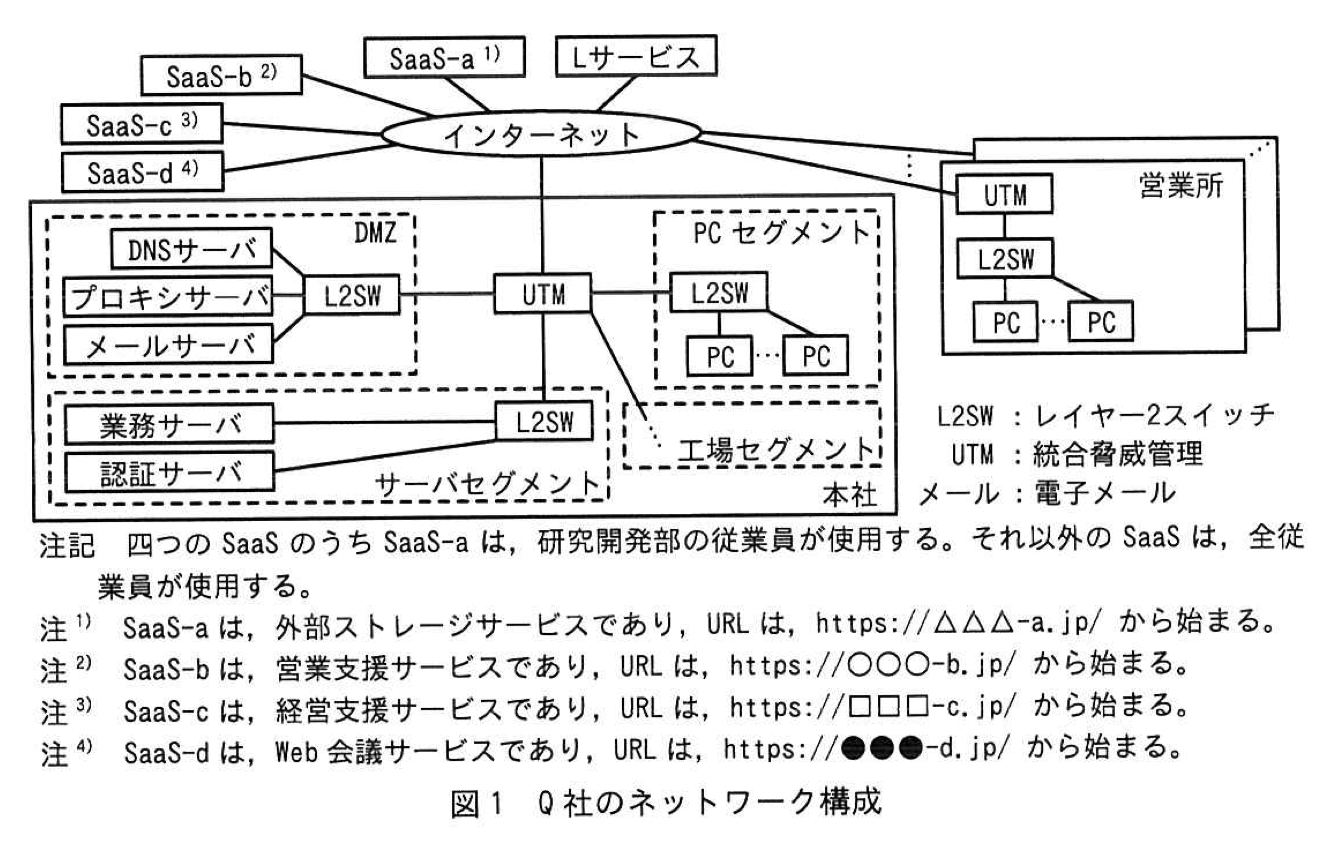 SaaS-a 1)
Lサービス
SaaS-b 2)
SaaS-c 3)
インターネット
SaaS-d 4)
DMZ
DNSサーバ
プロキシサーバ
L2SW
メールサーバ
UTM
PCセグメント
L2SW
PC…PC
営業所
UTM
L2SW
PC…PC
業務サーバ
認証サーバ
L2SW
サーバセグメント
工場セグメント
本社
L2SW:レイヤー2スイッチ
UTM:統合脅威管理
メール:電子メール
注記 四つの SaaS のうち SaaS-a は,研究開発部の従業員が使用する。それ以外の SaaS は,全従
業員が使用する。
注1) SaaS-a は,外部ストレージサービスであり,URL は,https://△△△-a.jp/ から始まる。
注2) SaaS-b は,営業支援サービスであり,URL は,https://〇〇〇-b.jp/ から始まる。
注3) SaaS-c は,経営支援サービスであり,URL は,https://□□□-c.jp/ から始まる。
注4) SaaS-d は,Web 会議サービスであり,URL は,https://●●●-d.jp/ から始まる。
図1 Q社のネットワーク構成